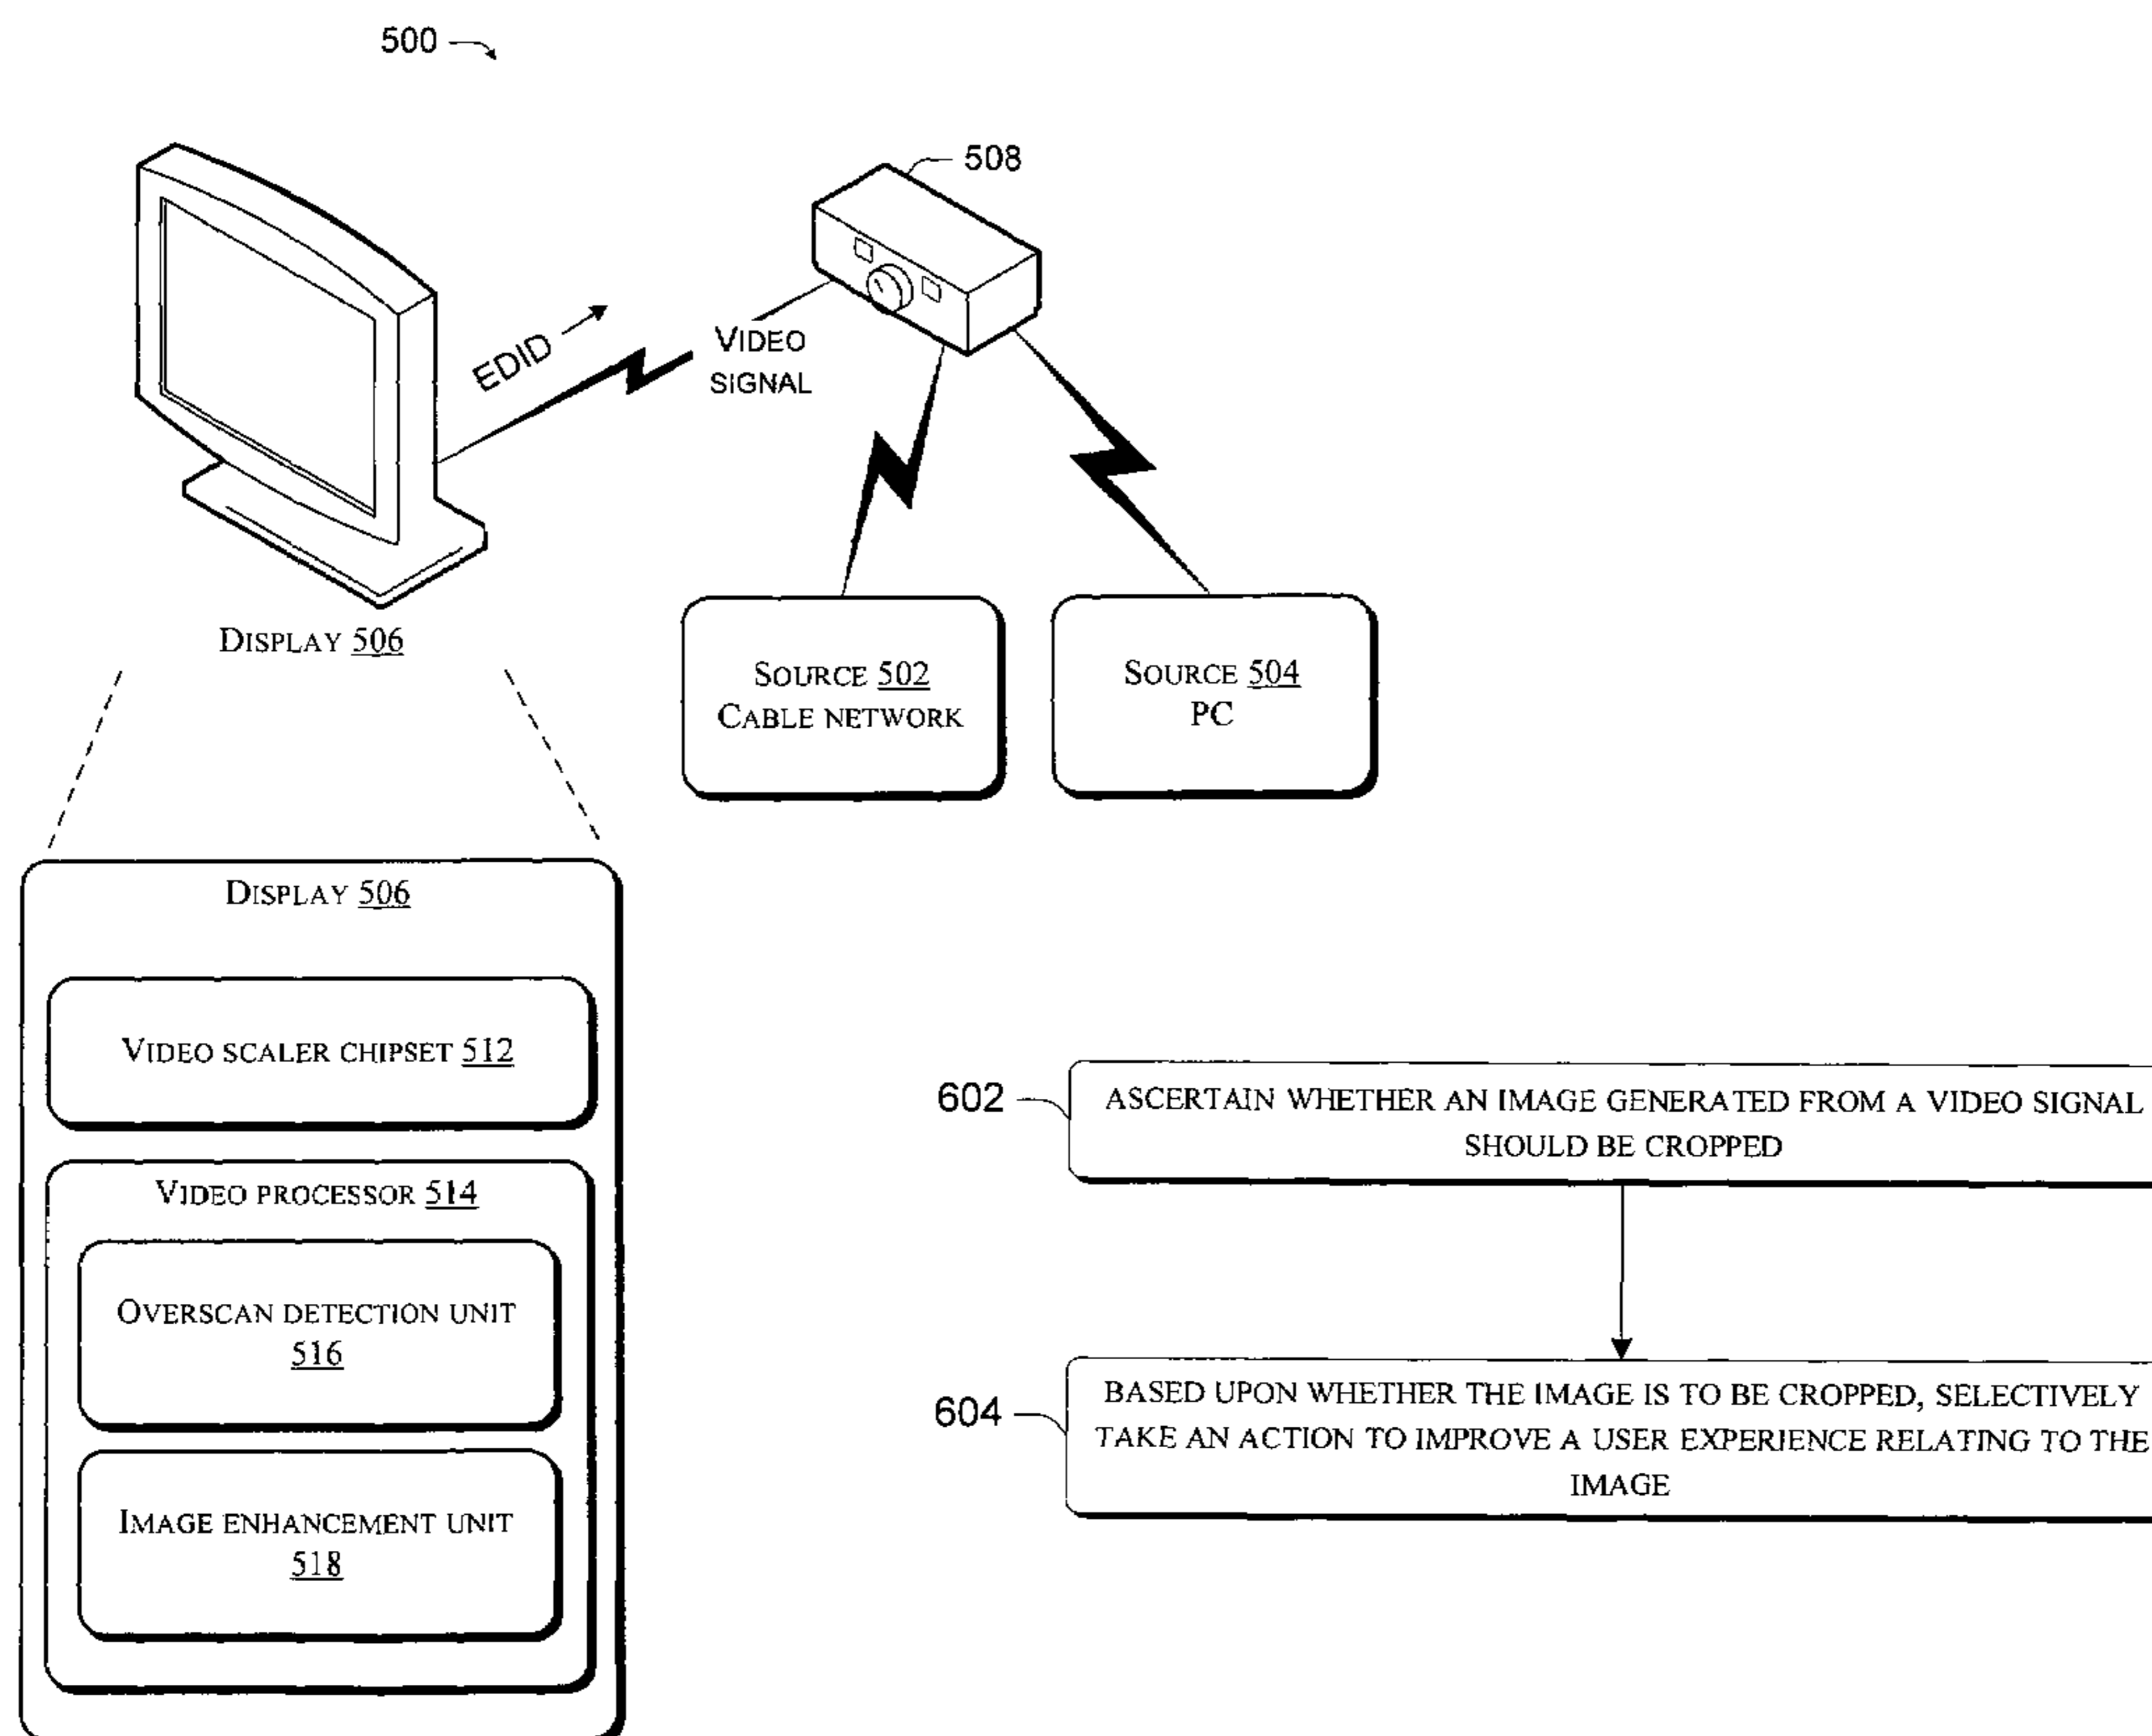 500
508
EDID
VIDEO
SIGNAL
DISPLAY 506
SOURCE 502
CABLE NETWORK
SOURCE 504
PC
DISPLAY 506
VIDEO SCALER CHIPSET 512
VIDEO PROCESSOR 514
OVERSCAN DETECTION UNIT
516
IMAGE ENHANCEMENT UNIT
518
602
ASCERTAIN WHETHER AN IMAGE GENERATED FROM A VIDEO SIGNAL
SHOULD BE CROPPED
604
BASED UPON WHETHER THE IMAGE IS TO BE CROPPED, SELECTIVELY
TAKE AN ACTION TO IMPROVE A USER EXPERIENCE RELATING TO THE
IMAGE